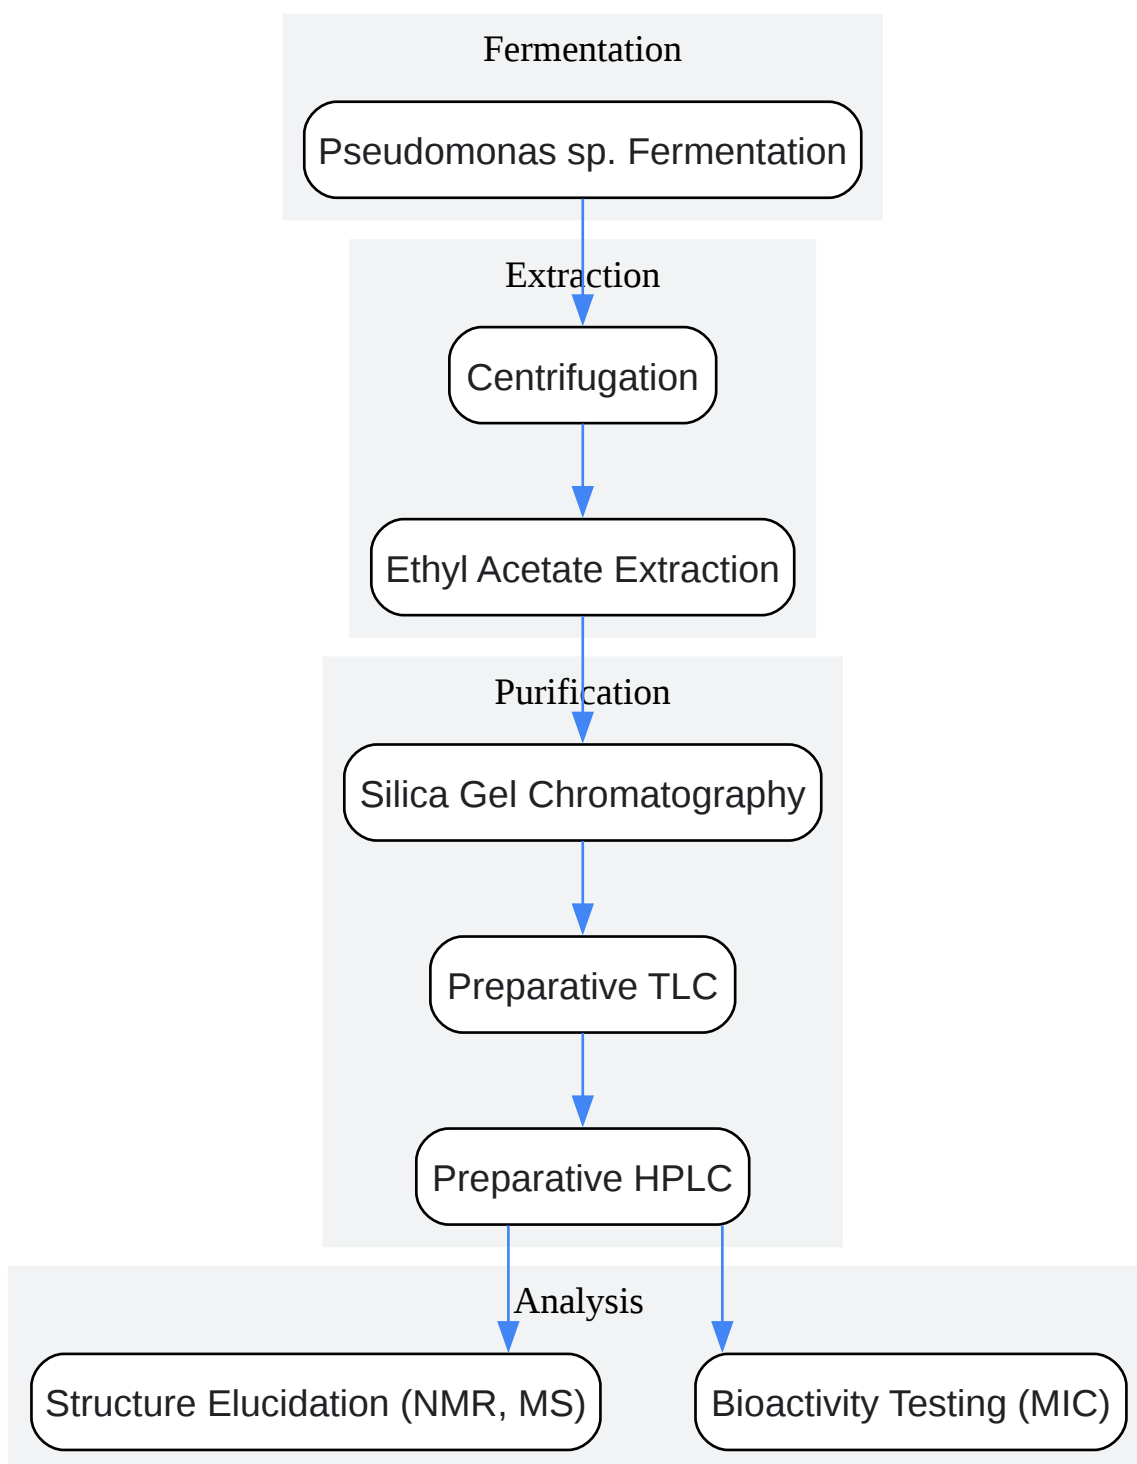 Fermentation
Pseudomonas sp. Fermentation
Extraction
Centrifugation
Ethyl Acetate Extraction
Purification
Silica Gel Chromatography
Preparative TLC
Preparative HPLC
Analysis
Structure Elucidation (NMR, MS)
Bioactivity Testing (MIC)